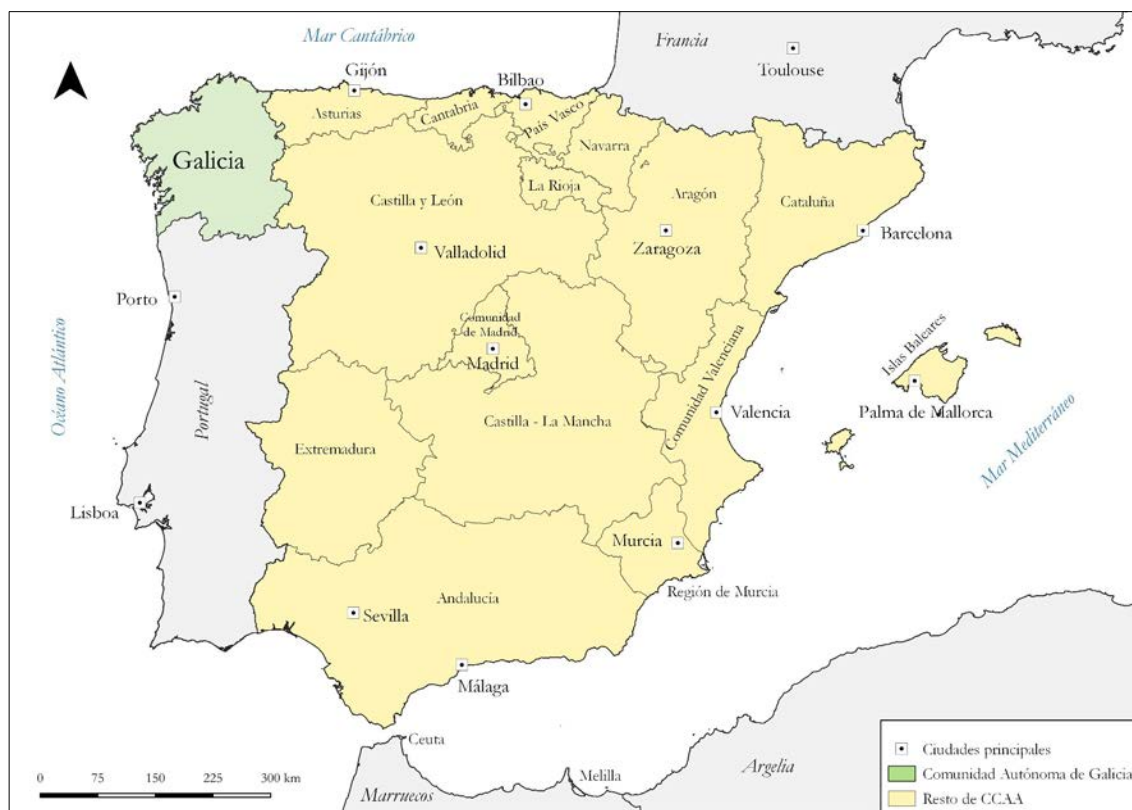 Mar Cantábrico
Francia
Toulouse
Gijón
Bilbao
Asturias
Cantabria
País Vasco
Navarra
Galicia
La Rioja
Castilla y León
Aragón
Cataluña
Valladolid
Zaragoza
Barcelona
Porto
Océano Atlántico
Portugal
Comunidad
de Madrid
Madrid
Comunidad Valenciana
Islas Baleares
Palma de Mallorca
Mar Mediterráneo
Valencia
Castilla - La Mancha
Extremadura
Lisboa
Murcia
Región de Murcia
Andalucía
Sevilla
Málaga
Ceuta
Melilla
Marruecos
Argelia
0 75 150 225 300 km
Ciudades principales
Comunidad Autónoma de Galicia
Resto de CCAA